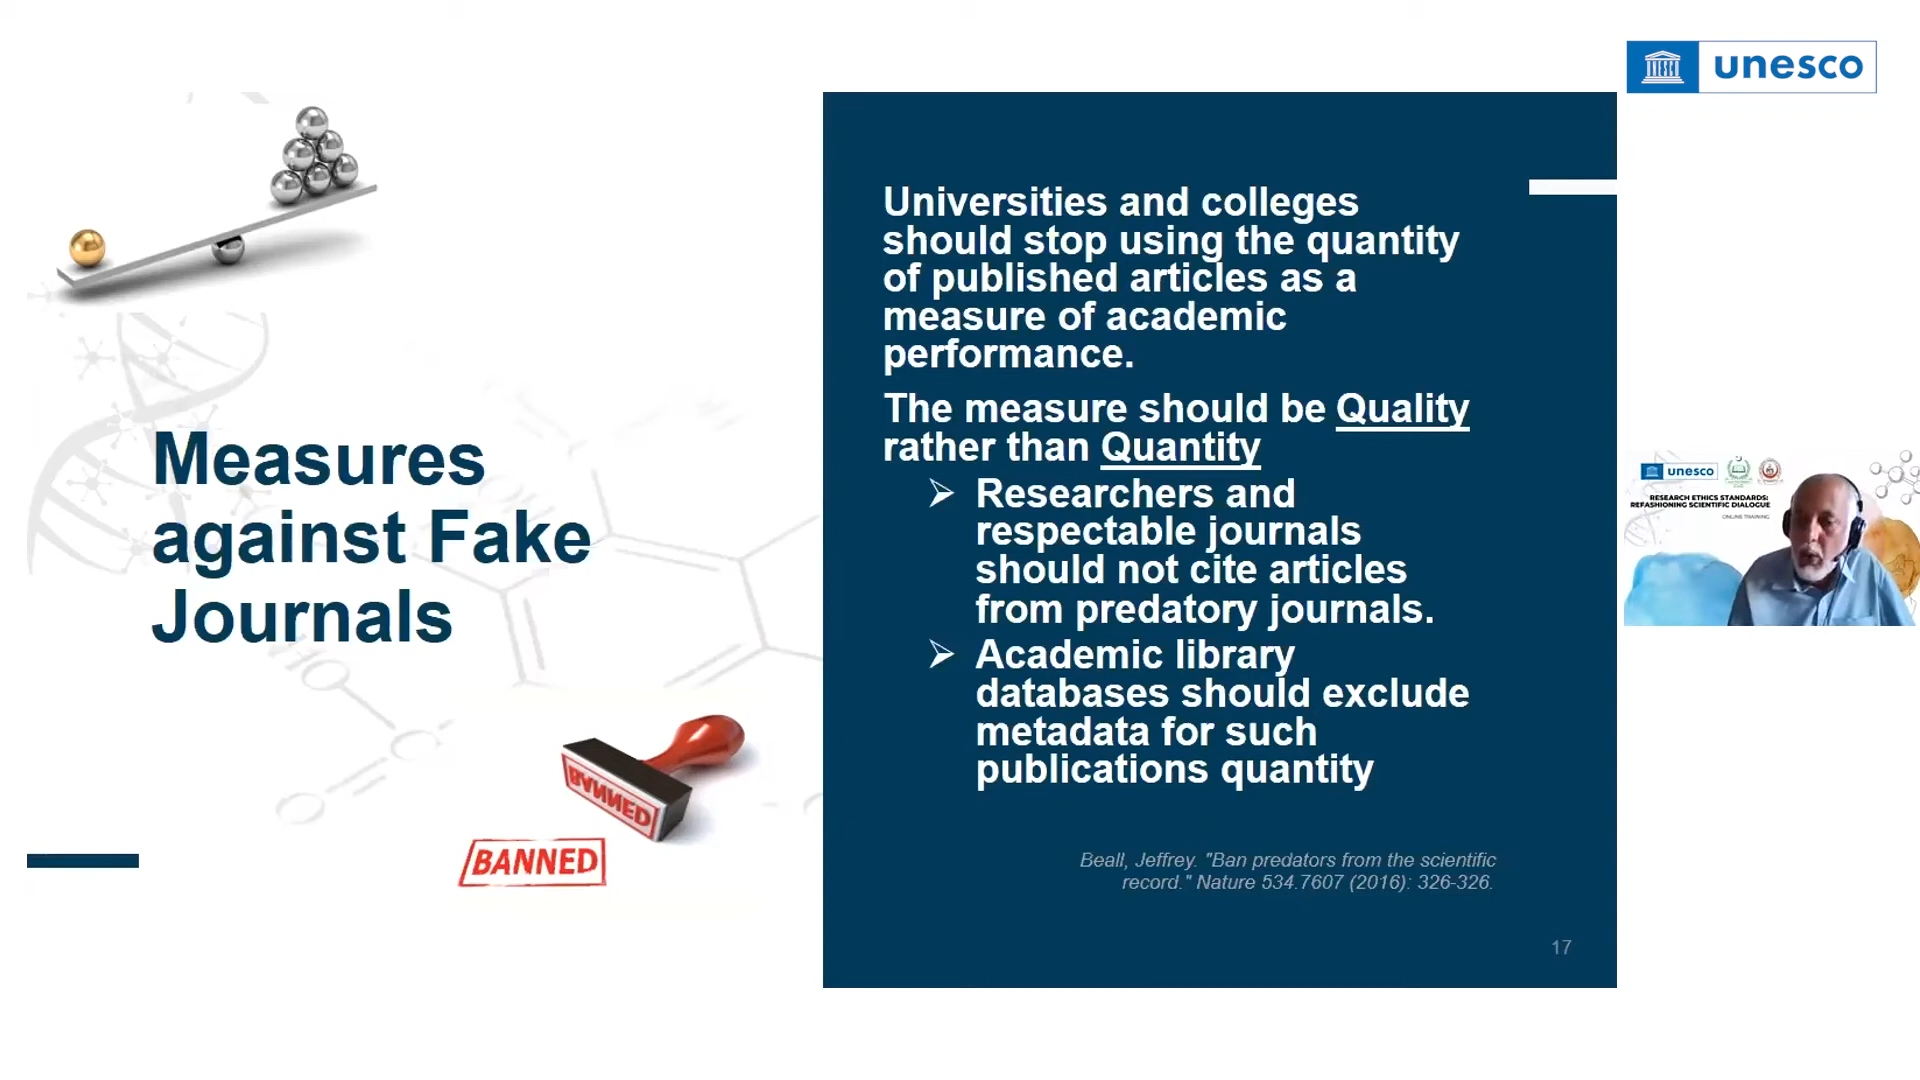 unesco
Measures
against Fake
Journals
BANNED
BANNED
Universities and colleges
should stop using the quantity
of published articles as a
measure of academic
performance.
The measure should be Quality
rather than Quantity
Researchers and
respectable journals
should not cite articles
from predatory journals.
Academic library
databases should exclude
metadata for such
publications quantity
Beall, Jeffrey. "Ban predators from the scientific
record." Nature 534.7607 (2016): 326-326.
17
unesco
RESEARCH ETHICS STANDARDS:
REFASHIONING SCIENTIFIC DIALOGUE
ONLINE TRAINING